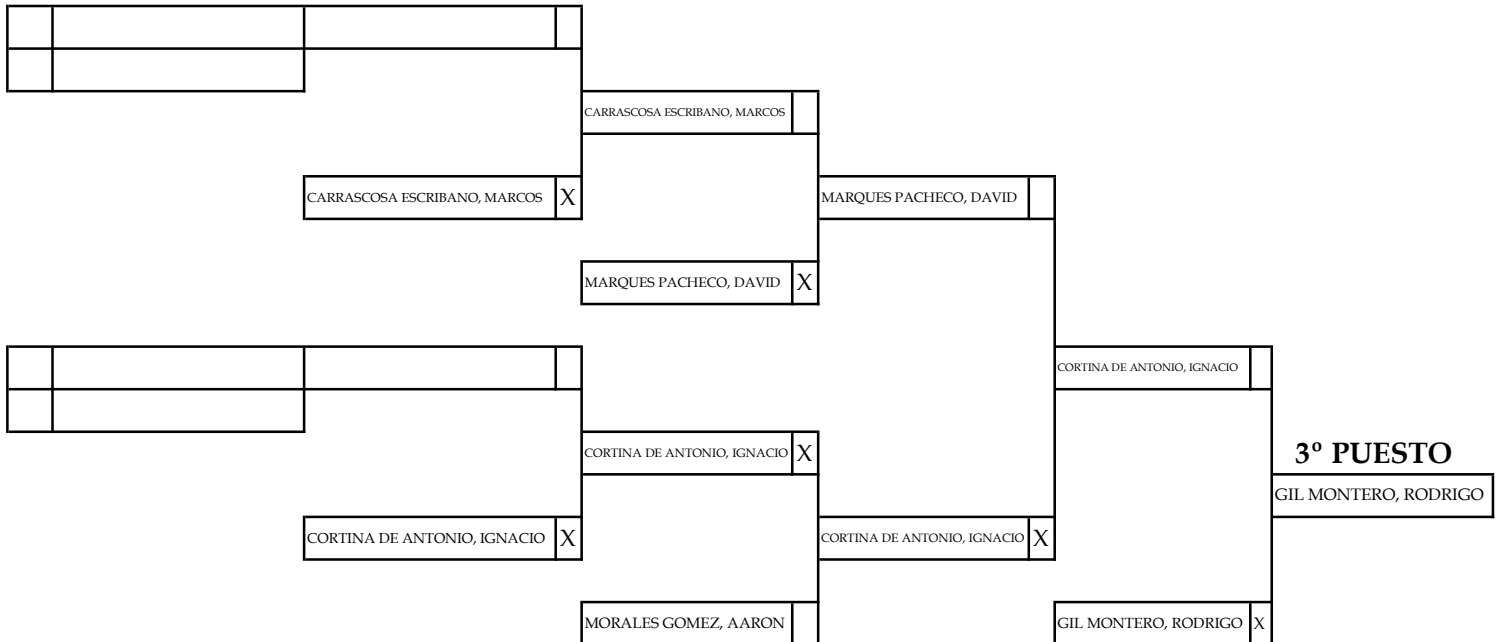 CARRASCOSA ESCRIBANO, MARCOS
CARRASCOSA ESCRIBANO, MARCOS X
MARQUES PACHECO, DAVID
MARQUES PACHECO, DAVID X
CORTINA DE ANTONIO, IGNACIO
CORTINA DE ANTONIO, IGNACIO X
3º PUESTO
GIL MONTERO, RODRIGO
CORTINA DE ANTONIO, IGNACIO X
CORTINA DE ANTONIO, IGNACIO X
MORALES GOMEZ, AARON
GIL MONTERO, RODRIGO X